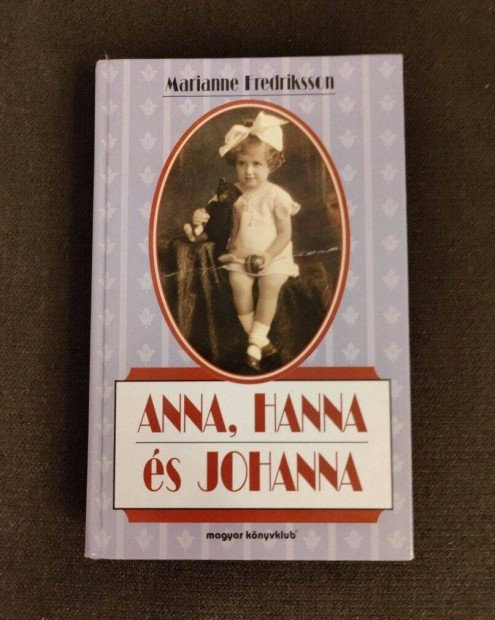 Marianne Fredriksson
ANNA, HANNA
és JOHANNA
magyar könyvklub®